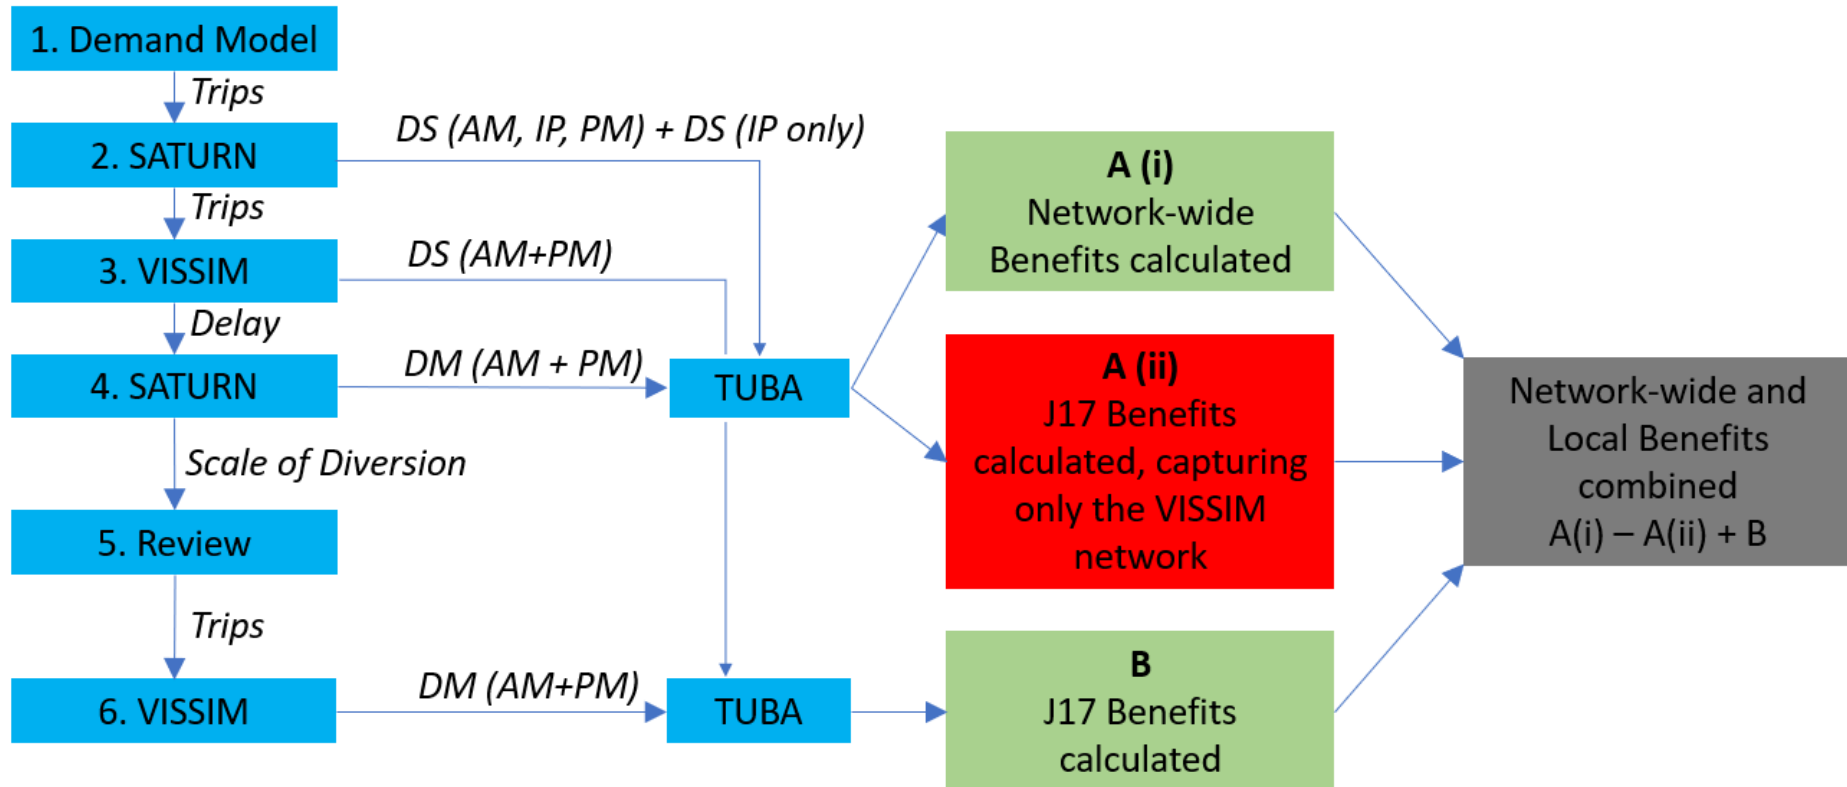 1. Demand Model
Trips
2. SATURN
DS (AM, IP, PM) + DS (IP only)
Trips
3. VISSIM
DS (AM+PM)
Delay
4. SATURN
DM (AM + PM)
TUBA
Scale of Diversion
5. Review
Trips
6. VISSIM
DM (AM+PM)
TUBA
A (i)
Network-wide
Benefits calculated
A (ii)
J17 Benefits
calculated, capturing
only the VISSIM
network
B
J17 Benefits
calculated
Network-wide and
Local Benefits
combined
A(i) – A(ii) + B